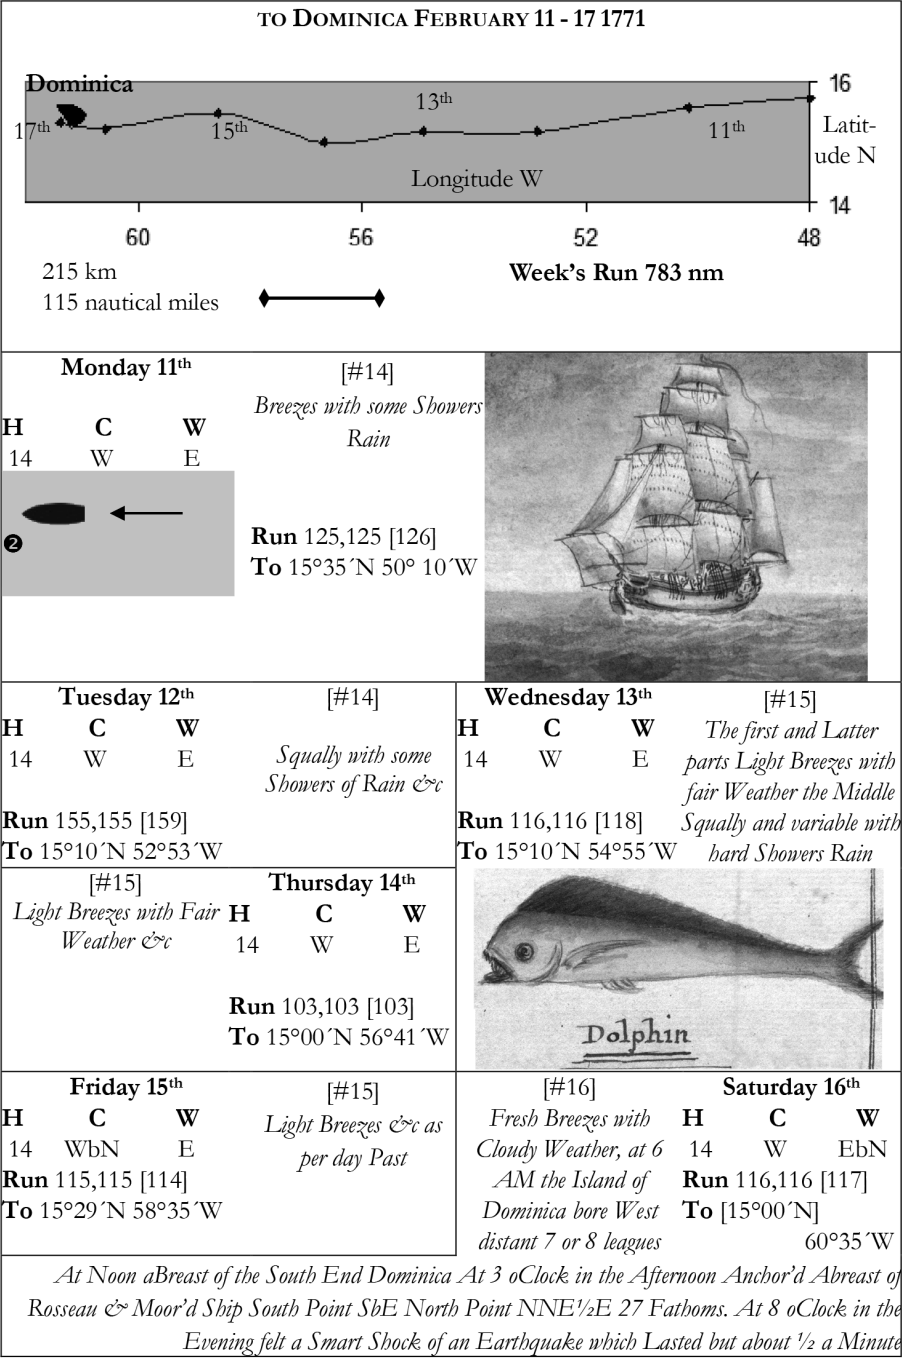 TO DOMINICA FEBRUARY 11 - 17 1771
Dominica
16
13th
17th
15th
11th
Latit-
ude N
Longitude W
14
60
56
52
48
215 km
115 nautical miles
Week's Run 783 nm
Monday 11th
H C W
14 W E
❷
[#14]
Breezes with some Showers
Rain
Run 125,125 [126]
To 15°35´N 50° 10´W
Tuesday 12th
H C W
14 W E
Run 155,155 [159]
To 15°10´N 52°53´W
[#14]
Squally with some
Showers of Rain &c
Wednesday 13th
H C W
14 W E
Run 116,116 [118]
To 15°10´N 54°55´W
[#15]
The first and Latter
parts Light Breezes with
fair Weather the Middle
Squally and variable with
hard Showers Rain
[#15]
Light Breezes with Fair
Weather &c
Thursday 14th
H C W
14 W E
Run 103,103 [103]
To 15°00´N 56°41´W
Dolphin
Friday 15th
H C W
14 WbN E
Run 115,115 [114]
To 15°29´N 58°35´W
[#15]
Light Breezes &c as
per day Past
[#16]
Fresh Breezes with
Cloudy Weather, at 6
AM the Island of
Dominica bore West
distant 7 or 8 leagues
Saturday 16th
H C W
14 W EbN
Run 116,116 [117]
To [15°00´N]
60°35´W
At Noon aBreast of the South End Dominica At 3 oClock in the Afternoon Anchor'd Abreast of
Rosseau & Moor'd Ship South Point SbE North Point NNE½E 27 Fathoms. At 8 oClock in the
Evening felt a Smart Shock of an Earthquake which Lasted but about ½ a Minute